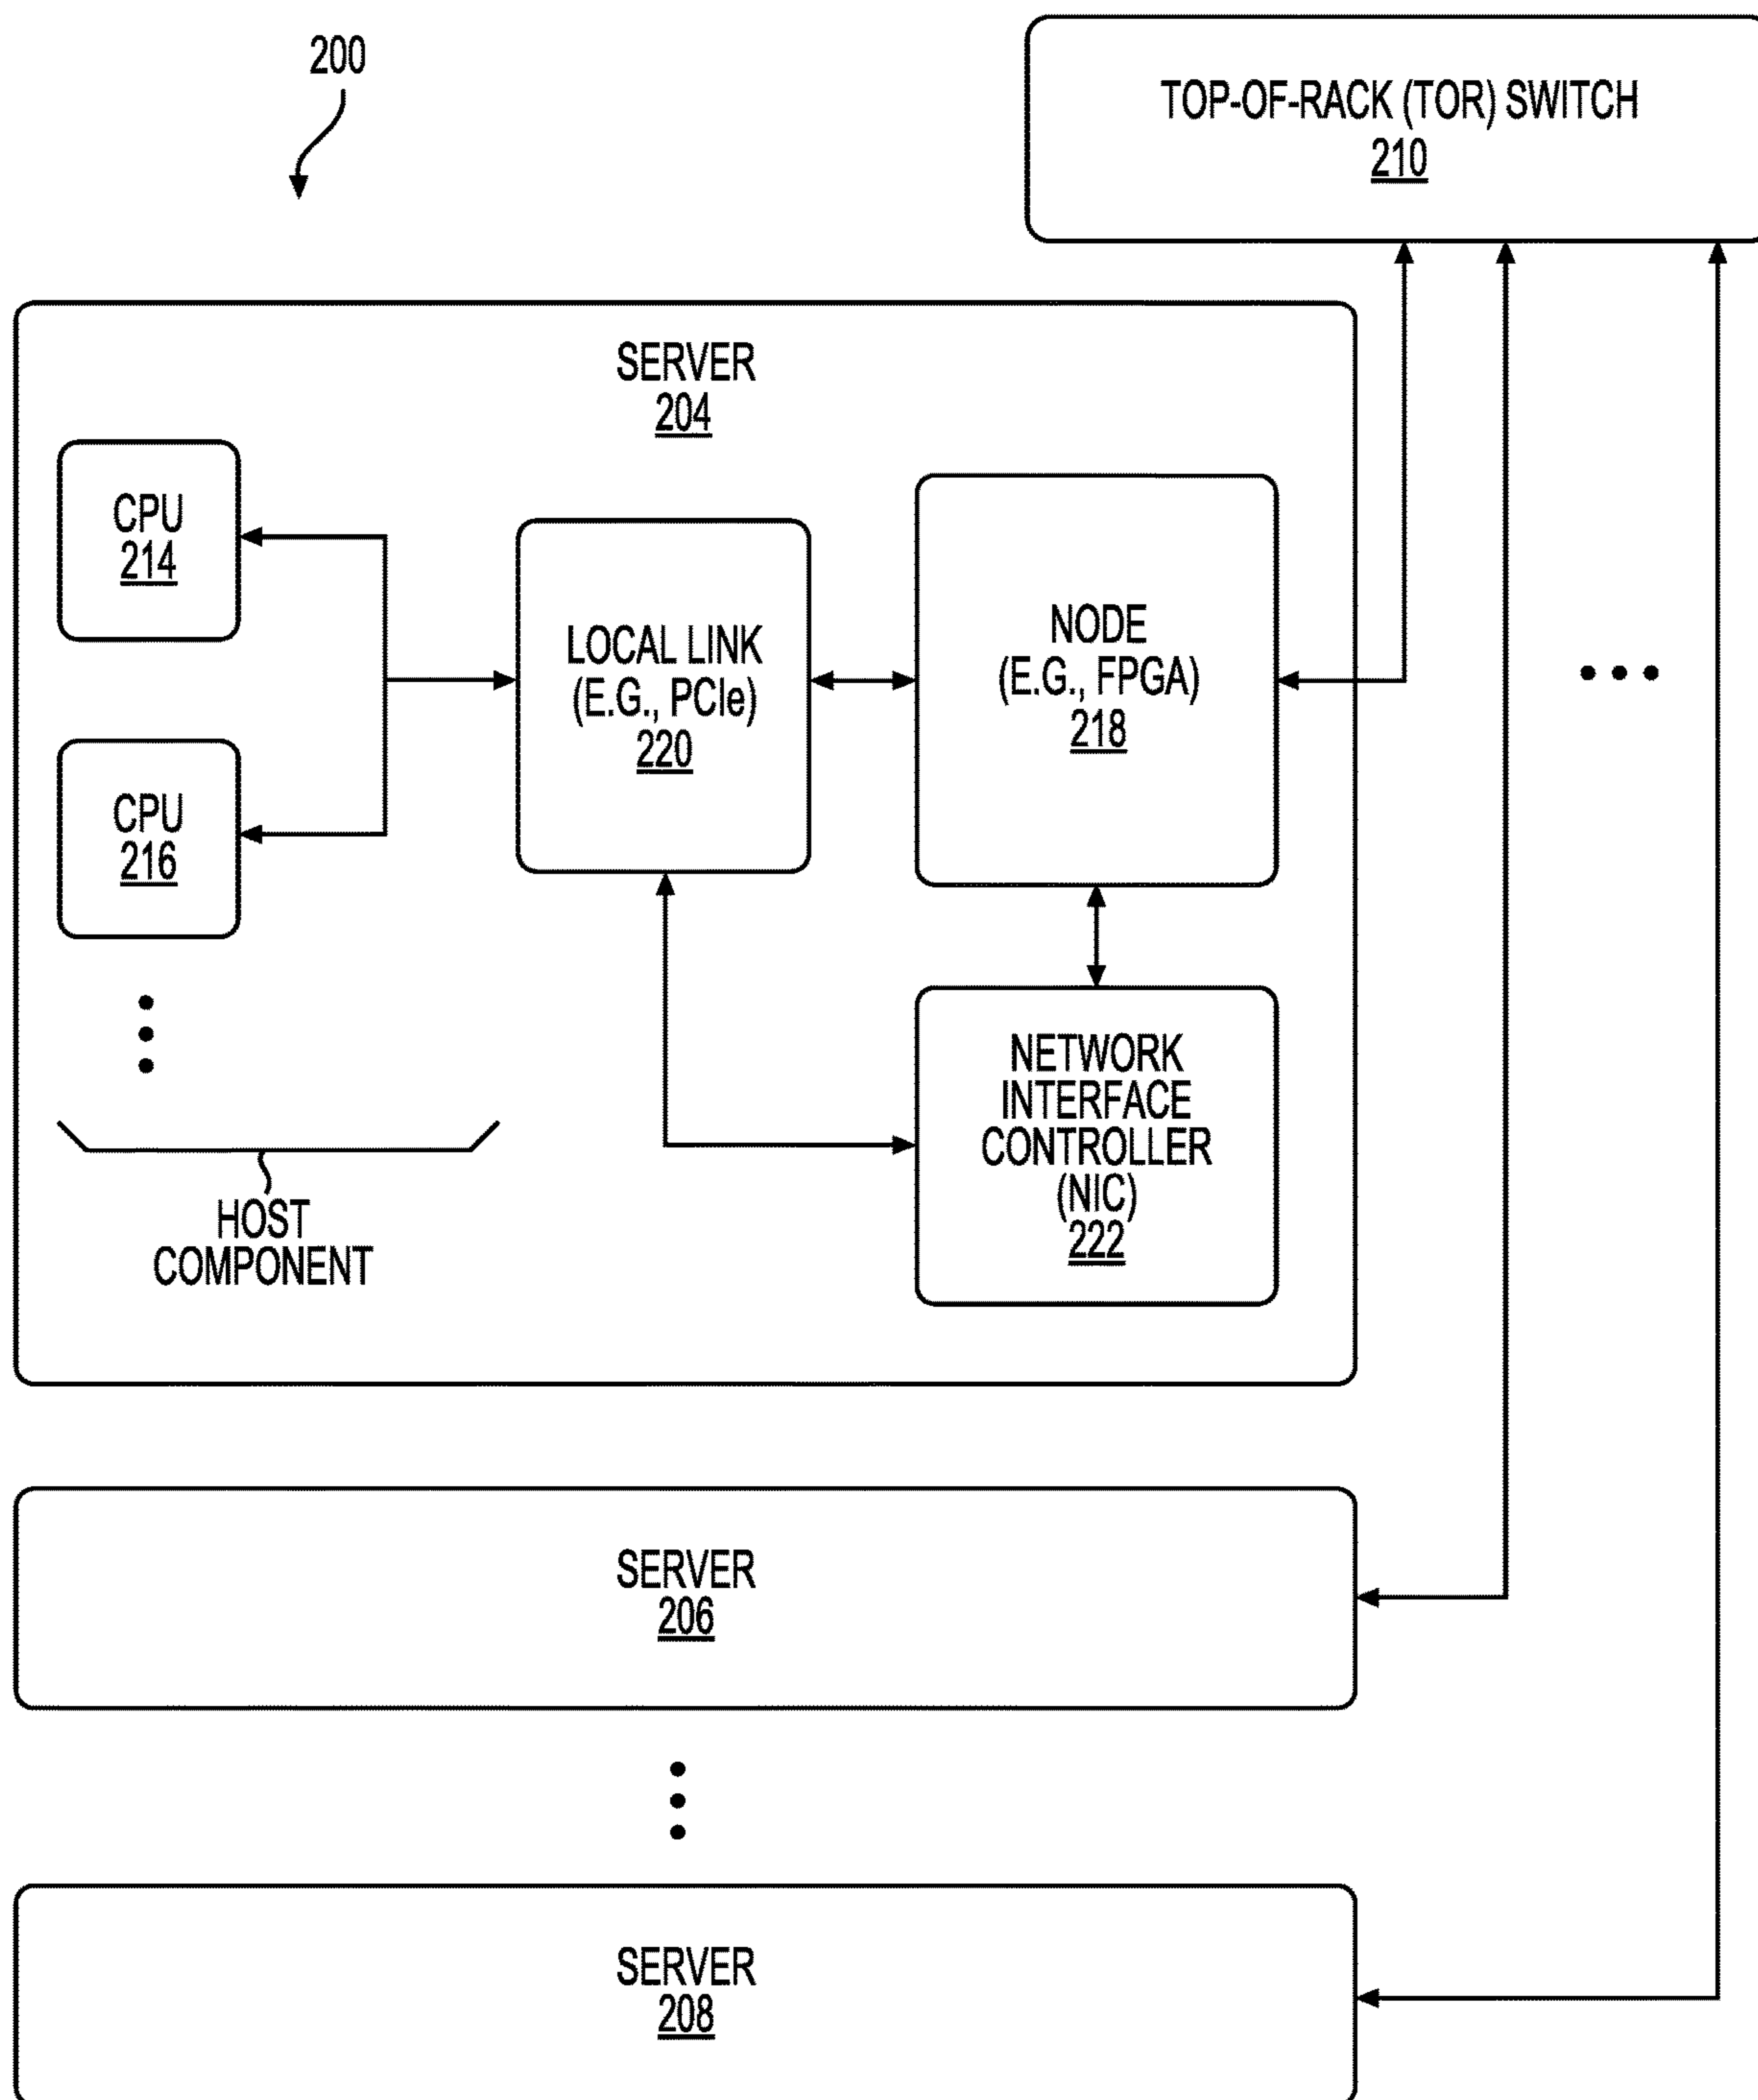 200
TOP-OF-RACK (TOR) SWITCH
210
SERVER
204
CPU
214
LOCAL LINK
(E.G., PCIe)
220
NODE
(E.G., FPGA)
218
CPU
216
NETWORK
INTERFACE
CONTROLLER
(NIC)
222
HOST
COMPONENT
SERVER
206
SERVER
208